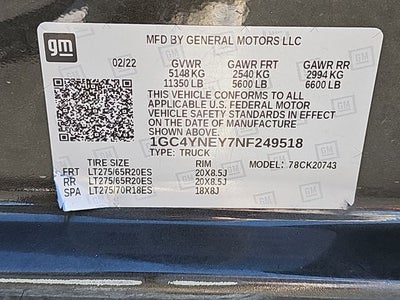 gm
MFD BY GENERAL MOTORS LLC
02/22 GVWR GAWR FRT GAWR RR
5148 KG 2540 KG 2994 KG
11350 LB 5600 LB 6600 LB
THIS VEHICLE CONFORMS TO ALL
APPLICABLE U.S. FEDERAL MOTOR
VEHICLE SAFETY STANDARDS IN EFFECT
ON THE DATE OF MANUFACTURE
SHOWN ABOVE.
1GC4YNEY7NF249518
TYPE: TRUCK
TIRE SIZE RIM MODEL: 78CK20743
FRT LT275/65R20ES 20X8.5J
RR LT275/65R20ES 20X8.5J
SPA LT275/70R18ES 18X8J